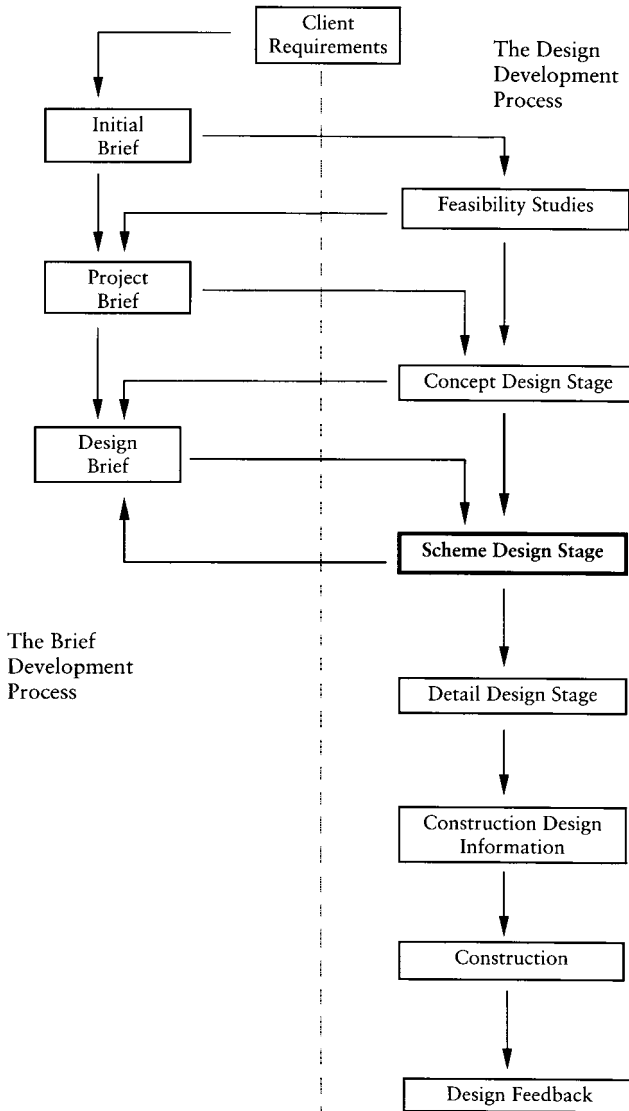 Client
Requirements
The Design
Development
Process
Initial
Brief
Feasibility Studies
Project
Brief
Concept Design Stage
Design
Brief
Scheme Design Stage
The Brief
Development
Process
Detail Design Stage
Construction Design
Information
Construction
Design Feedback